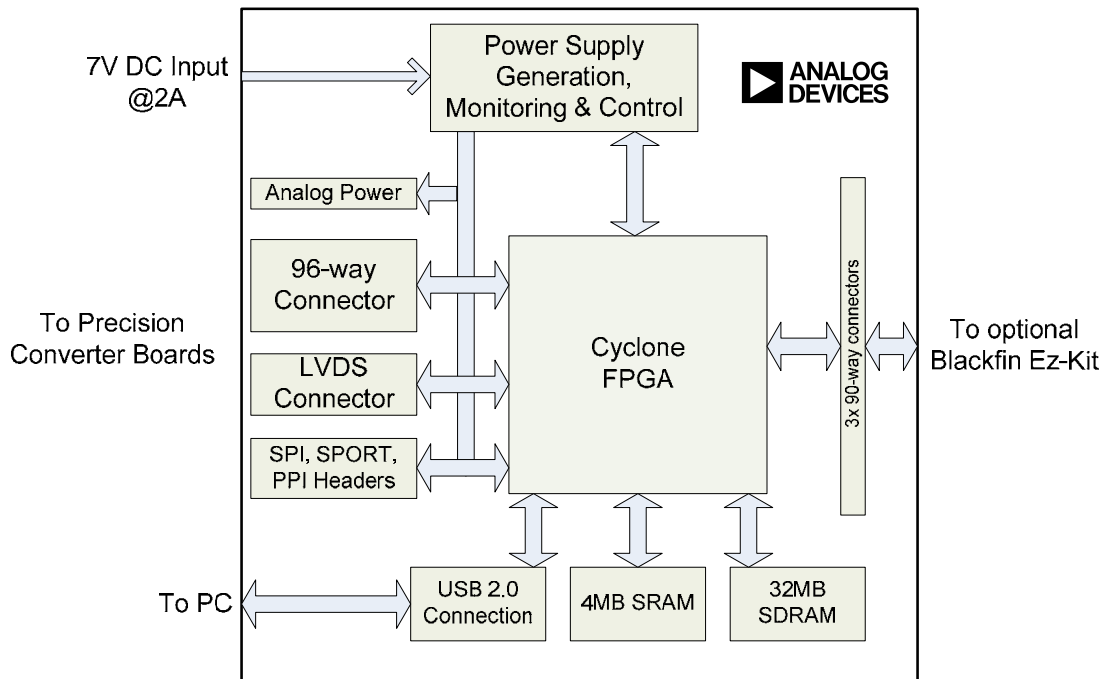 7V DC Input
@2A
Power Supply
Generation,
Monitoring & Control
ANALOG
DEVICES
Analog Power
96-way
Connector
To Precision
Converter Boards
LVDS
Connector
SPI, SPORT,
PPI Headers
Cyclone
FPGA
3x 90-way connectors
To optional
Blackfin Ez-Kit
To PC
USB 2.0
Connection
4MB SRAM
32MB
SDRAM